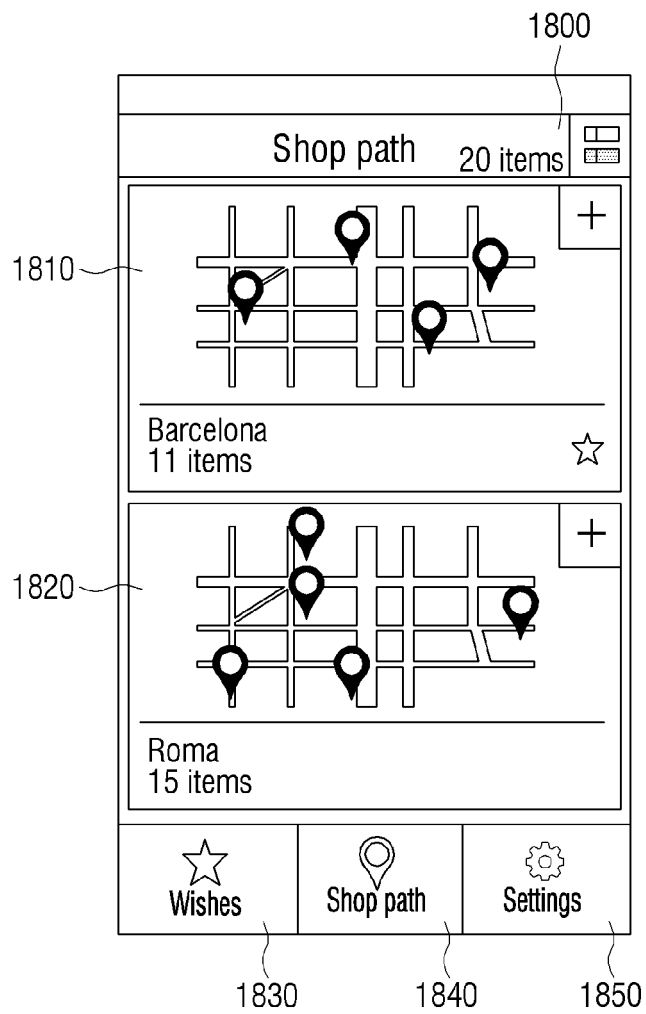 1800
Shop path
20 items
1810
Barcelona
11 items
1820
Roma
15 items
Wishes
Shop path
Settings
1830
1840
1850